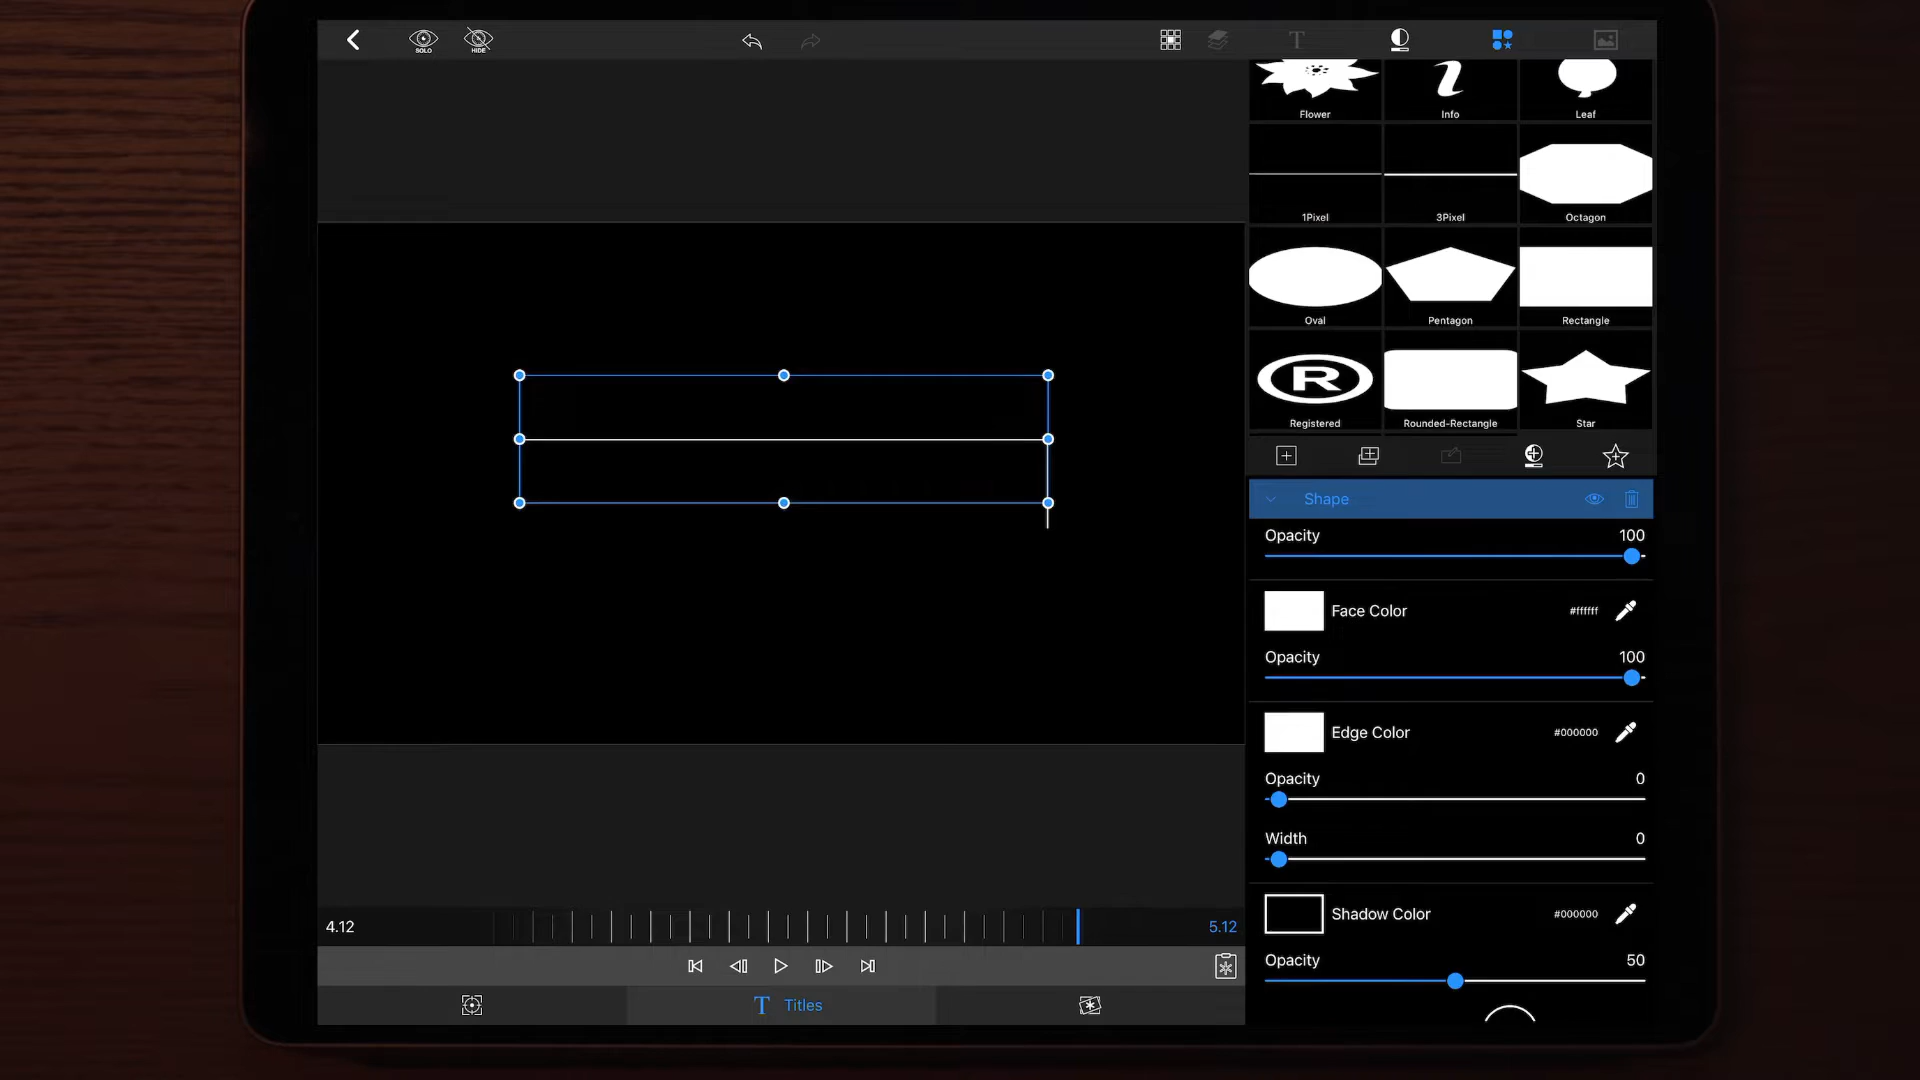 SOLO
HIDE
T
Flower
Info
Leaf
1Pixel
3Pixel
Octagon
Oval
Pentagon
Rectangle
R
Registered
Rounded-Rectangle
Star
Shape
Opacity 100
Face Color #ffffff
Opacity 100
Edge Color #000000
Opacity 0
Width 0
Shadow Color #000000
Opacity 50
4.12
5.12
T Titles